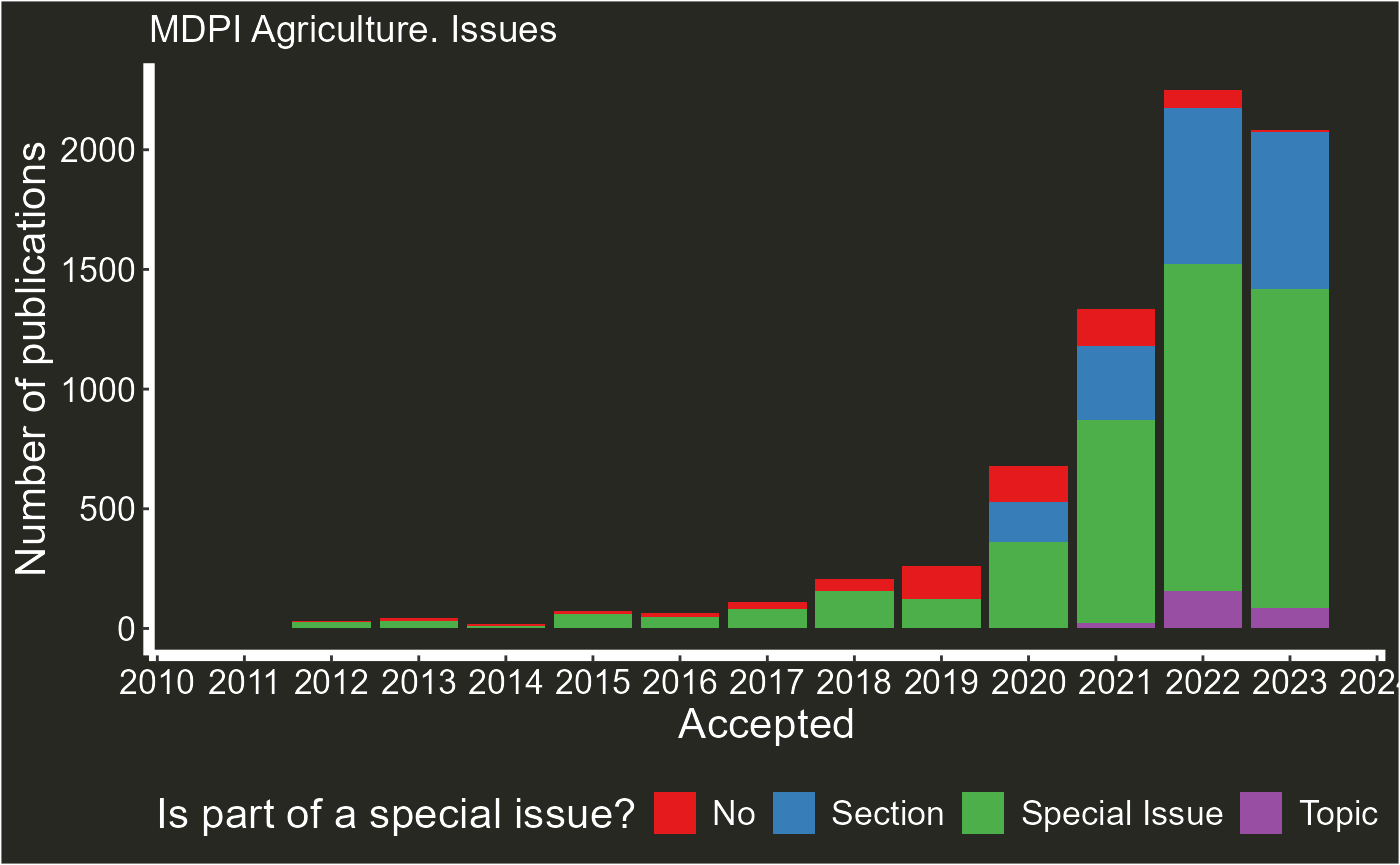 MDPI Agriculture. Issues
Number of publications
2000
1500
1000
500
0
2010 2011 2012 2013 2014 2015 2016 2017 2018 2019 2020 2021 2022 2023 202
Accepted
Is part of a special issue? No Section Special Issue Topic